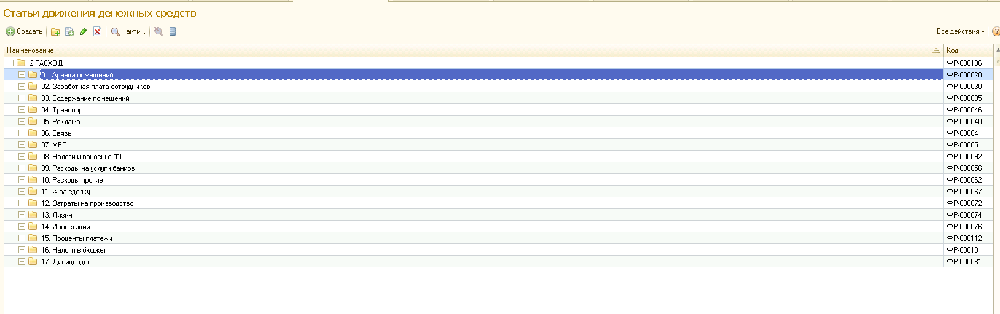 Статьи движения денежных средств
Создать Найти... Все действия
Наименование Код
2.РАСХОД ФР-000106
01. Аренда помещений ФР-000020
02. Заработная плата сотрудников ФР-000030
03. Содержание помещений ФР-000035
04. Транспорт ФР-000046
05. Реклама ФР-000040
06. Связь ФР-000041
07. МБП ФР-000051
08. Налоги и взносы с ФОТ ФР-000092
09. Расходы на услуги банков ФР-000056
10. Расходы прочие ФР-000062
11. % за сделку ФР-000067
12. Затраты на производство ФР-000072
13. Лизинг ФР-000074
14. Инвестиции ФР-000076
15. Проценты платежи ФР-000112
16. Налоги в бюджет ФР-000101
17. Дивиденды ФР-000081